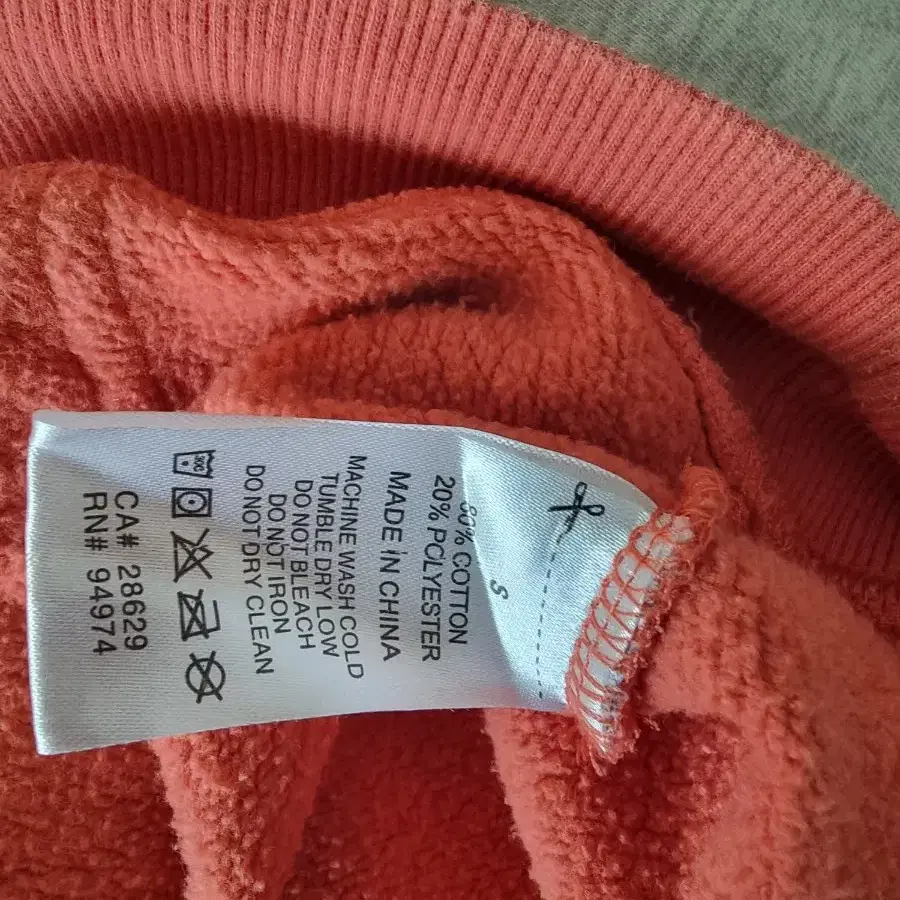 S
80% COTTON
20% POLYESTER
MADE IN CHINA
MACHINE WASH COLD
TUMBLE DRY LOW
DO NOT BLEACH
DO NOT IRON
DO NOT DRY CLEAN
CA# 28629
RN# 94974